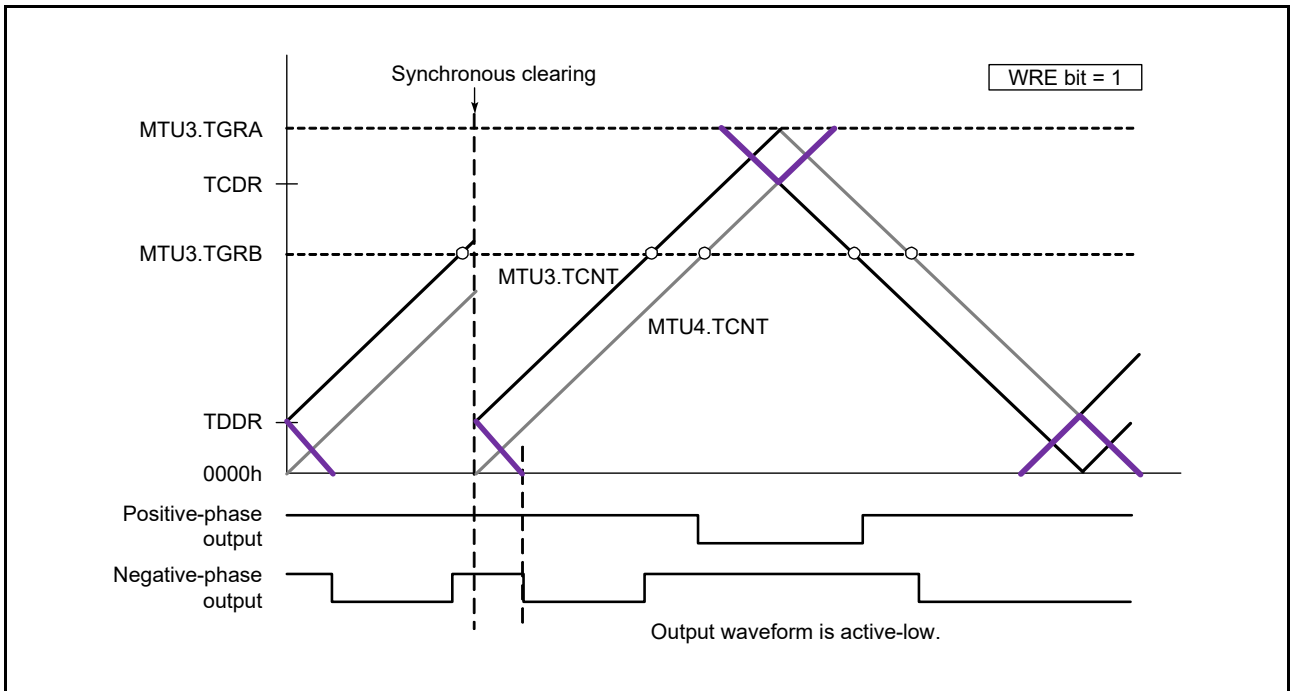 Synchronous clearing
WRE bit = 1
MTU3.TGRA
TCDR
MTU3.TGRB
MTU3.TCNT
MTU4.TCNT
TDDR
0000h
Positive-phase
output
Negative-phase
output
Output waveform is active-low.